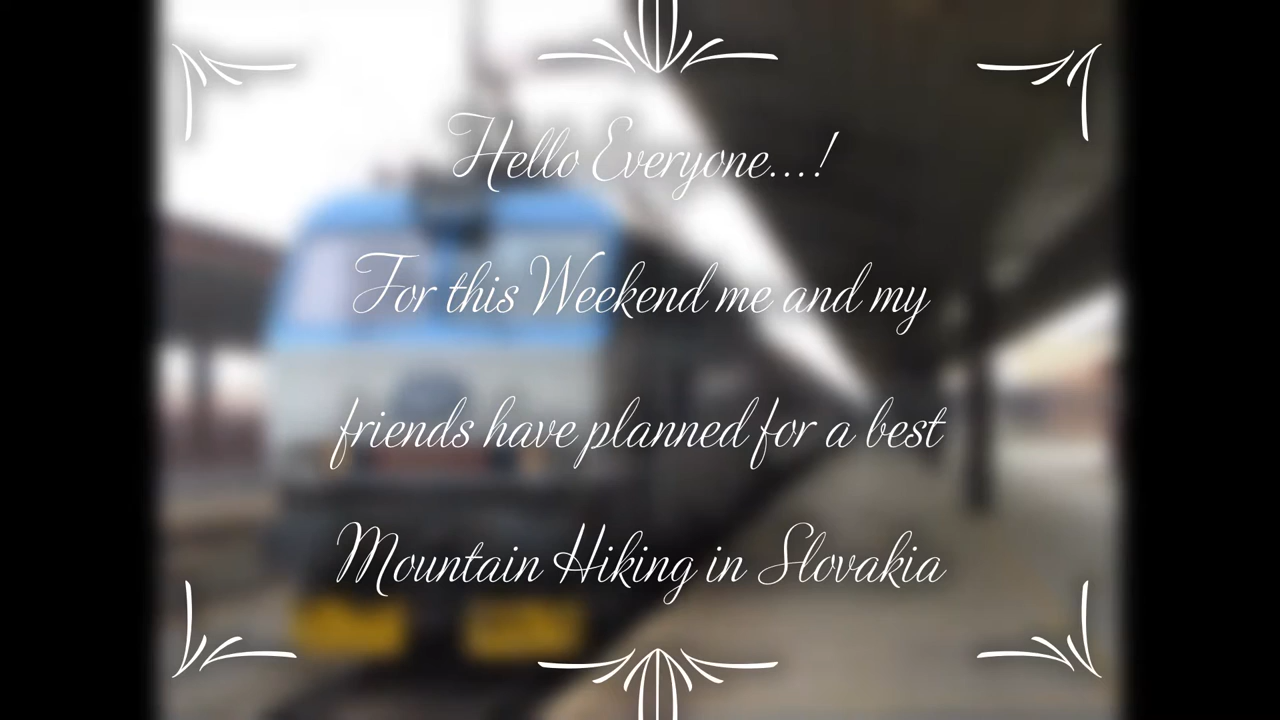 Hello Everyone...!
For this Weekend me and my
friends have planned for a best
Mountain Hiking in Slovakia